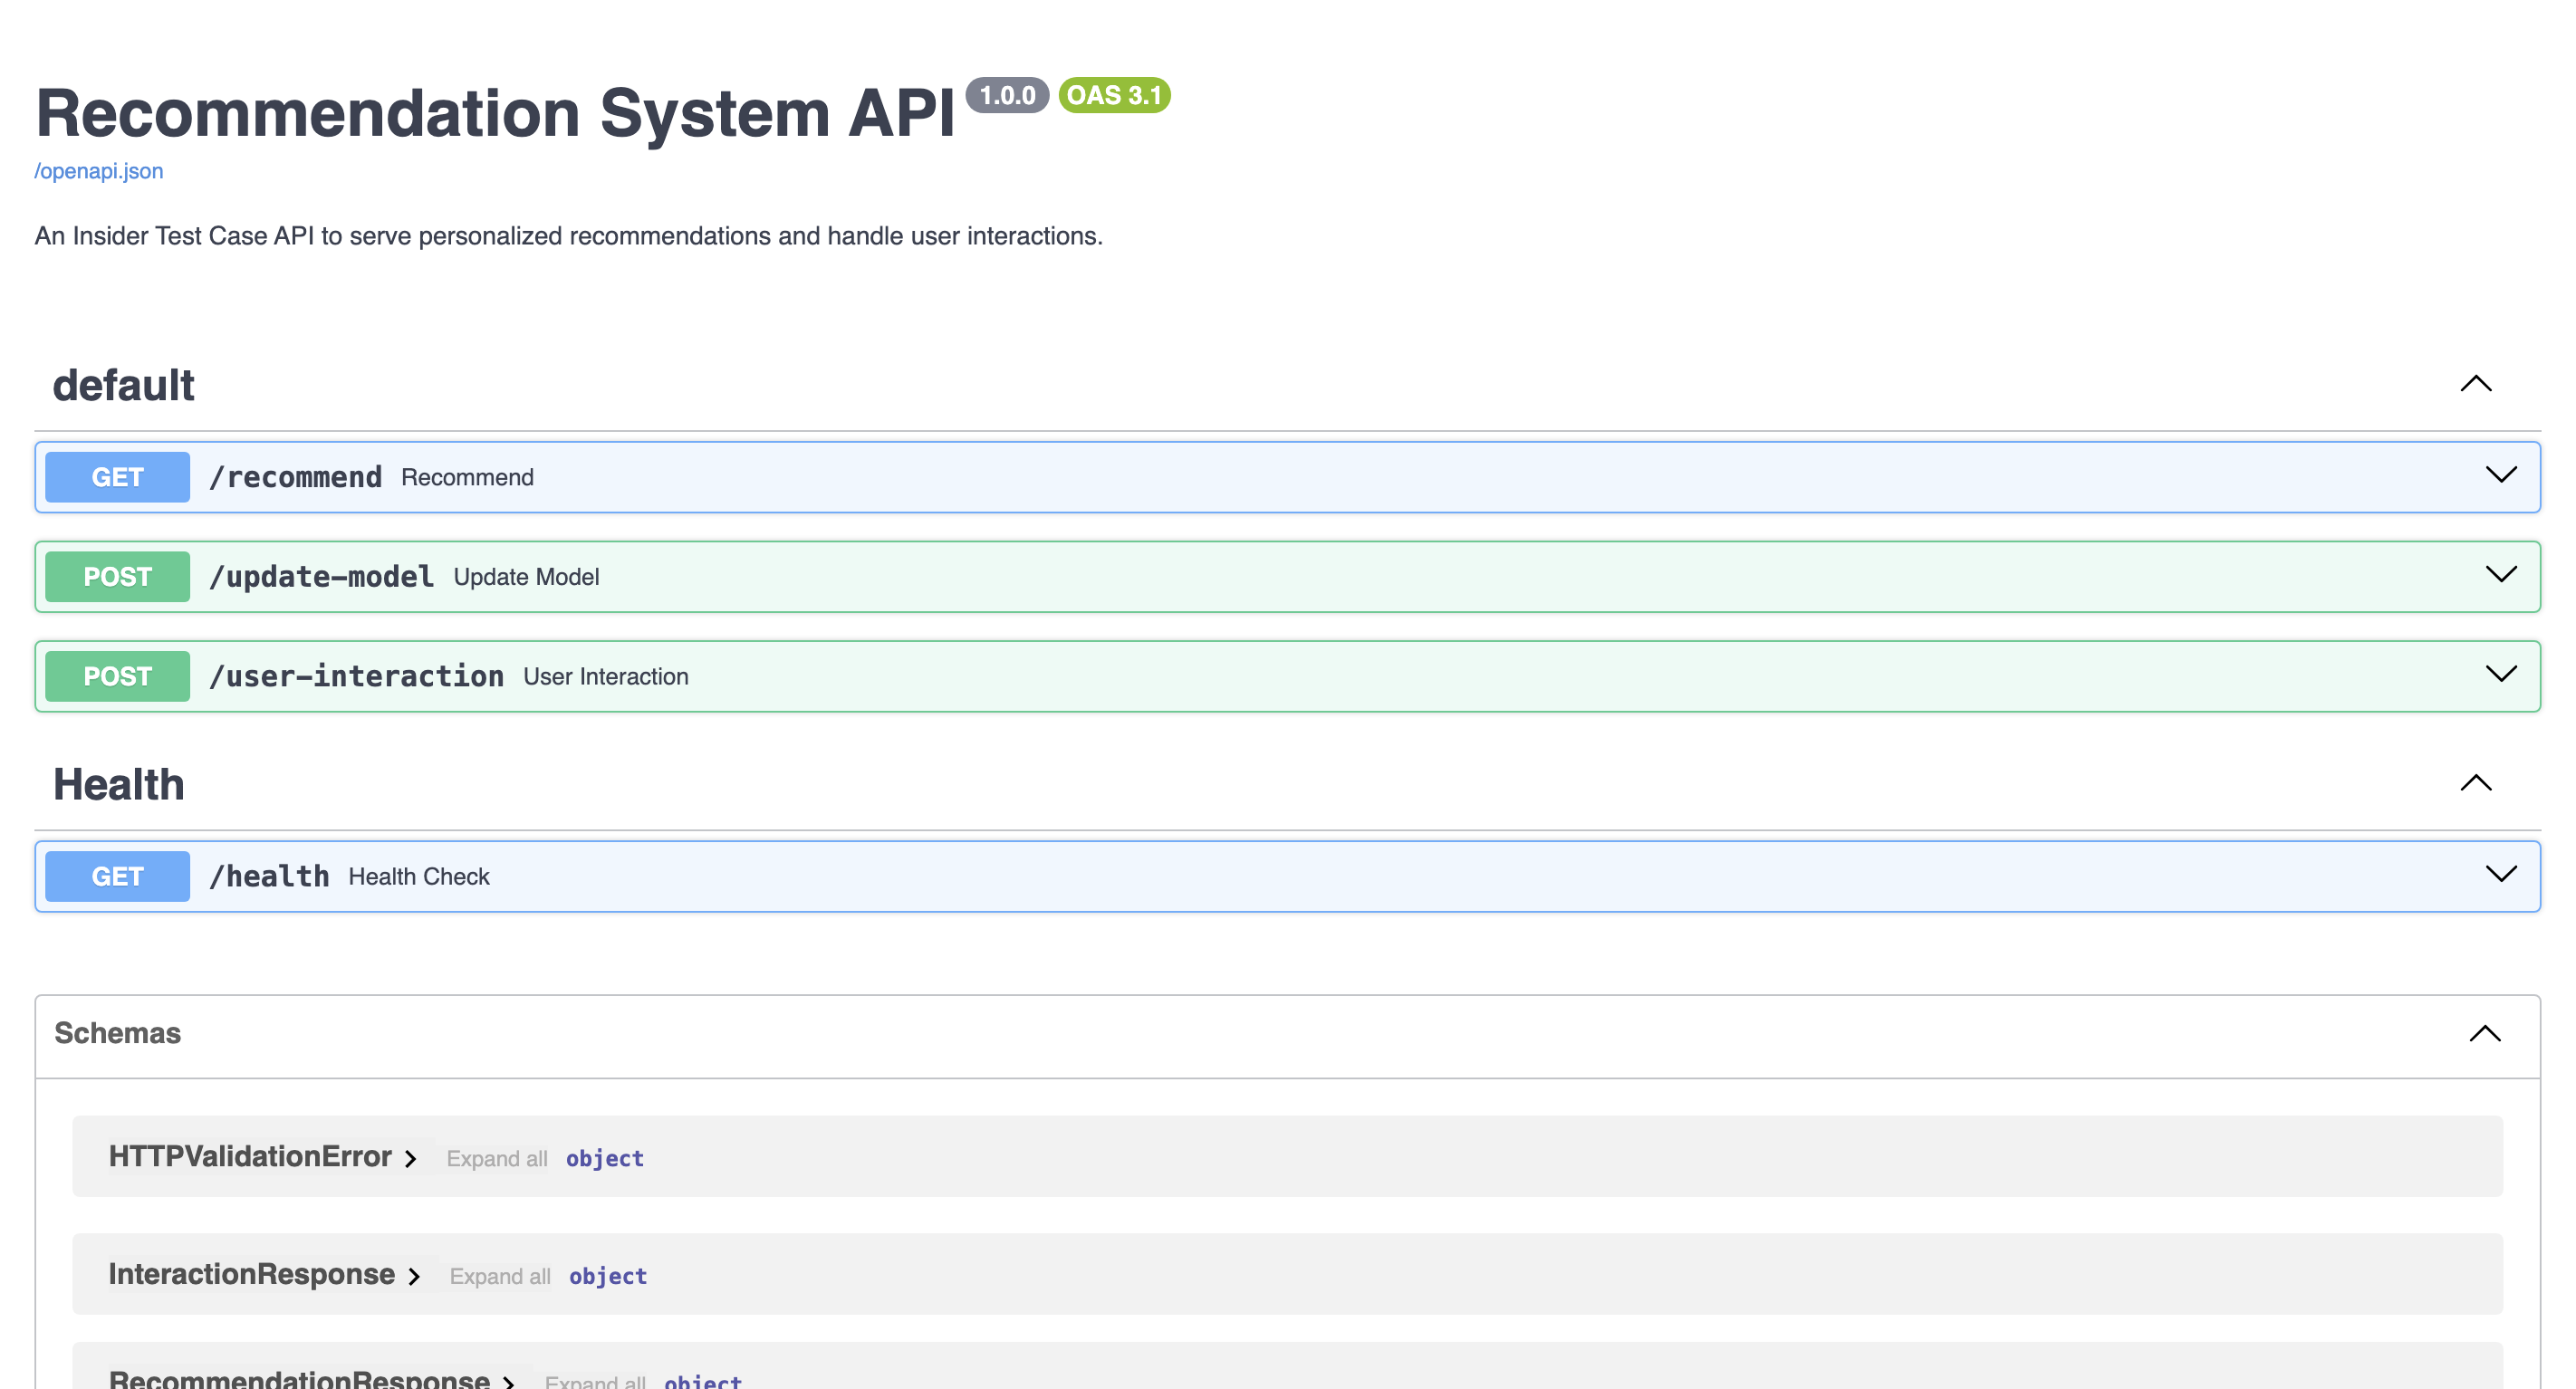 Recommendation System API 1.0.0 OAS 3.1
/openapi.json
An Insider Test Case API to serve personalized recommendations and handle user interactions.
default
GET /recommend Recommend
POST /update-model Update Model
POST /user-interaction User Interaction
Health
GET /health Health Check
Schemas
HTTPValidationError Expand all object
InteractionResponse Expand all object
RecommendationResponse Expand all object